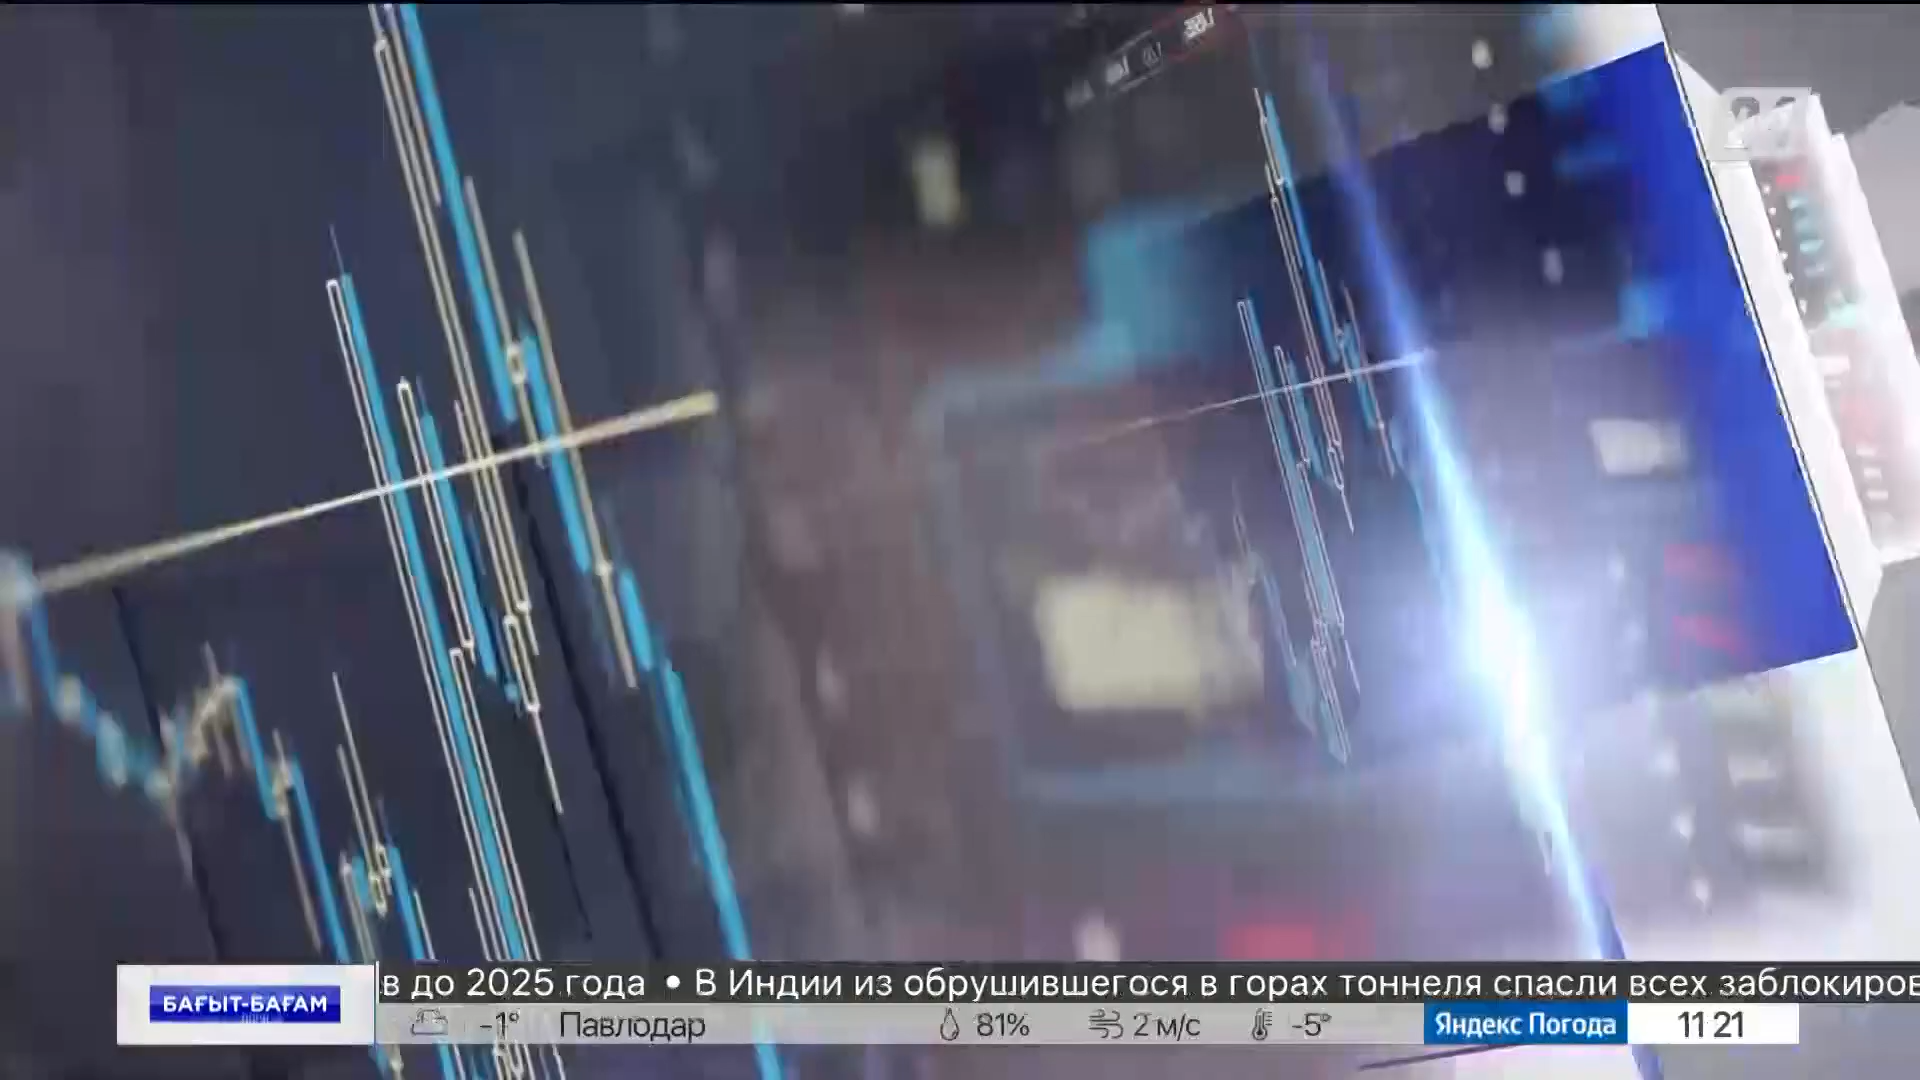 24
в до 2025 года • В Индии из обрушившегося в горах тоннеля спасли всех заблокиров
БАҒЫТ-БАҒАМ
-1° Павлодар 81% 2 м/с -5° Яндекс Погода 11 21